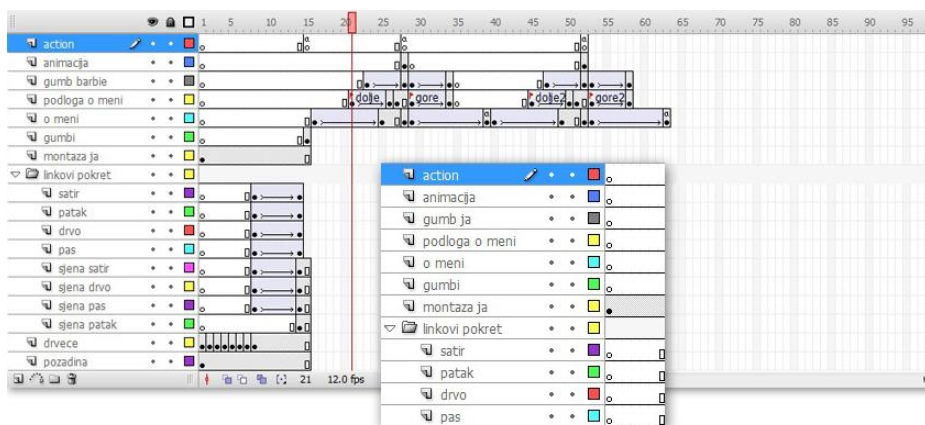 1 5 10 15 20 25 30 35 40 45 50 55 60 65 70 75 80 85 90 95
action
a a a
animacija
gumb barbie
podloga o meni
dolje gore dolje2 gore2
o meni
a a
gumbi
montaza ja
linkovi pokret
satir
patak
drvo
pas
sjena satir
sjena drvo
sjena pas
sjena patak
drvece
pozadina
21 12.0 fps
action
animacija
gumb ja
podloga o meni
o meni
gumbi
montaza ja
linkovi pokret
satir
patak
drvo
pas